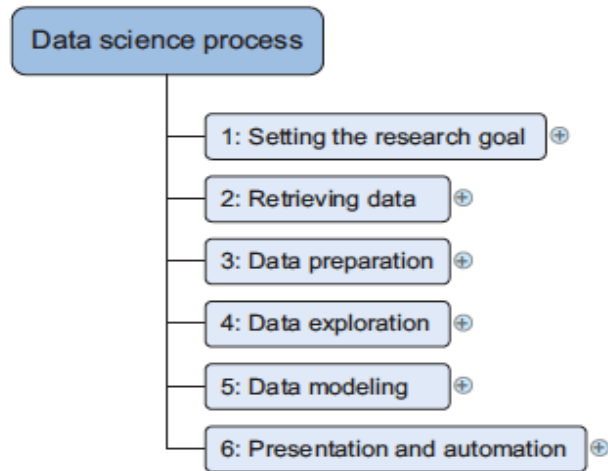 Data science process
1: Setting the research goal
2: Retrieving data
3: Data preparation
4: Data exploration
5: Data modeling
6: Presentation and automation